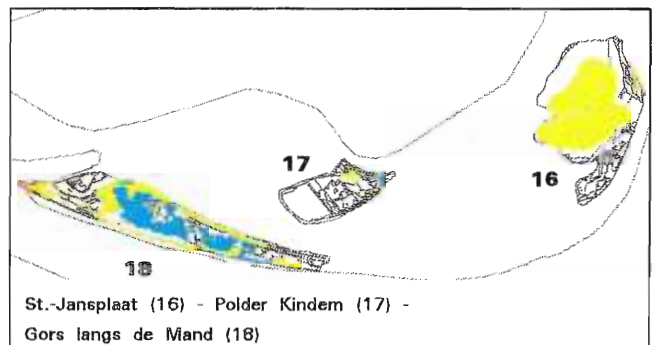 17
16
18
St.-Jansplaat (16) - Polder Kindem (17) -
Gors langs de Mand (18)